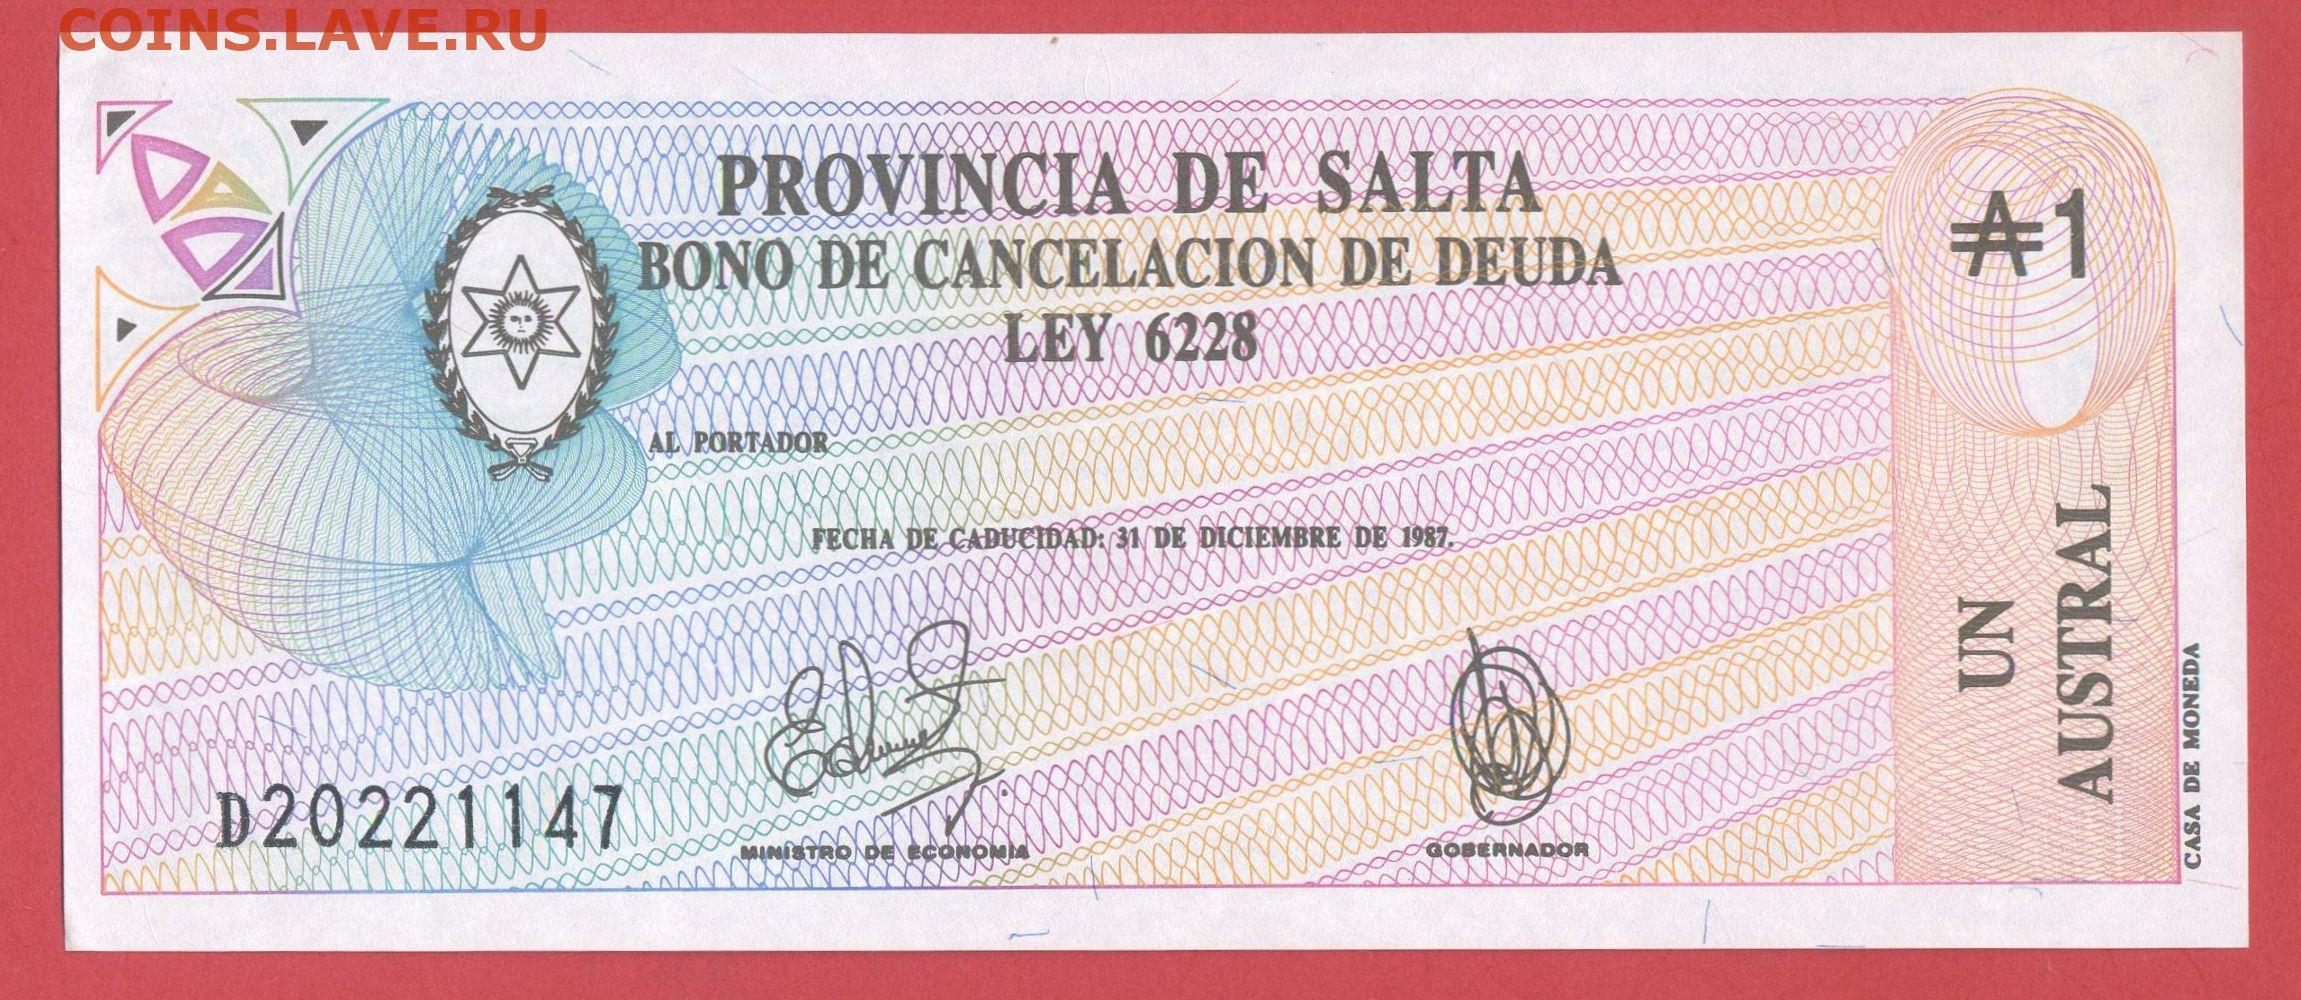 COINS.LAVE.RU
PROVINCIA DE SALTA
BONO DE CANCELACION DE DEUDA
LEY 6228
₳1
AL PORTADOR
FECHA DE CADUCIDAD: 31 DE DICIEMBRE DE 1987.
UN
AUSTRAL
D20221147
MINISTRO DE ECONOMIA
GOBERNADOR
CASA DE MONEDA